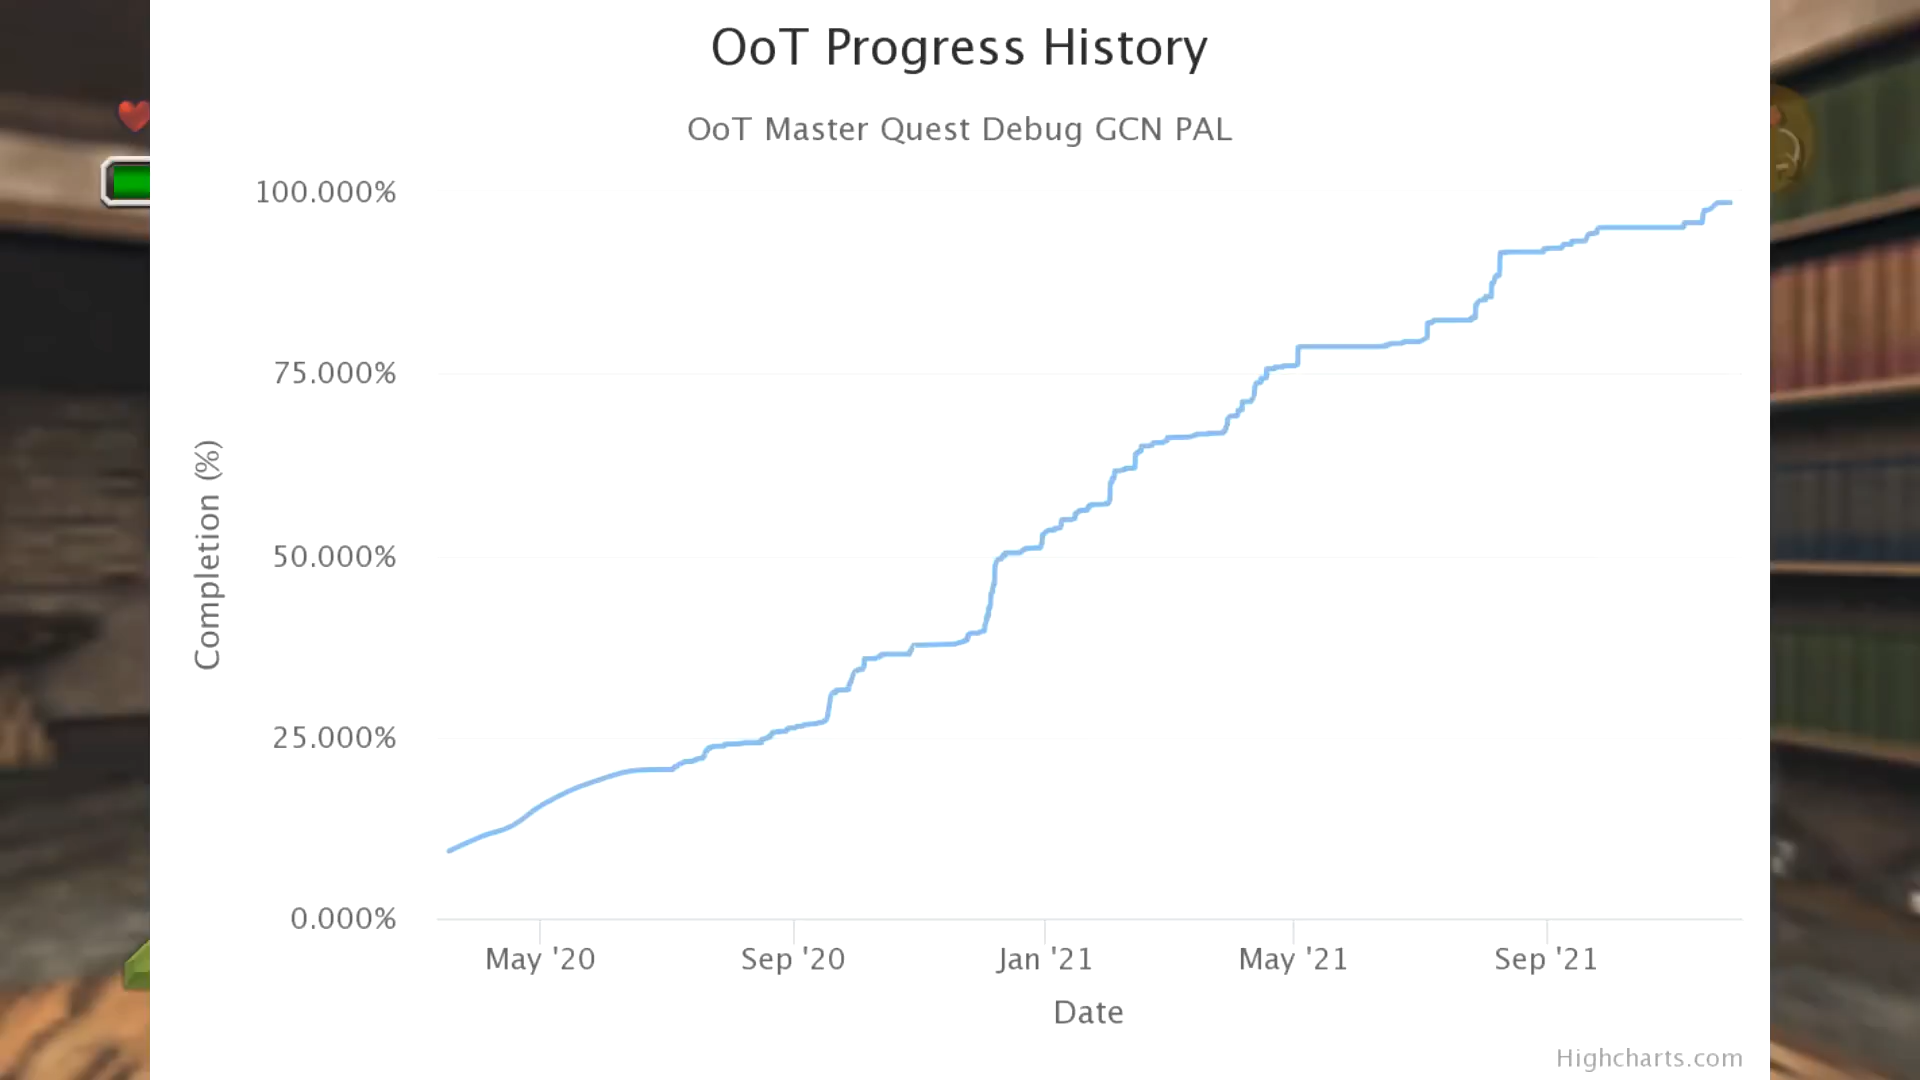 OoT Progress History
OoT Master Quest Debug GCN PAL
100.000%
75.000%
50.000%
25.000%
0.000%
Completion (%)
May '20
Sep '20
Jan '21
May '21
Sep '21
Date
Highcharts.com